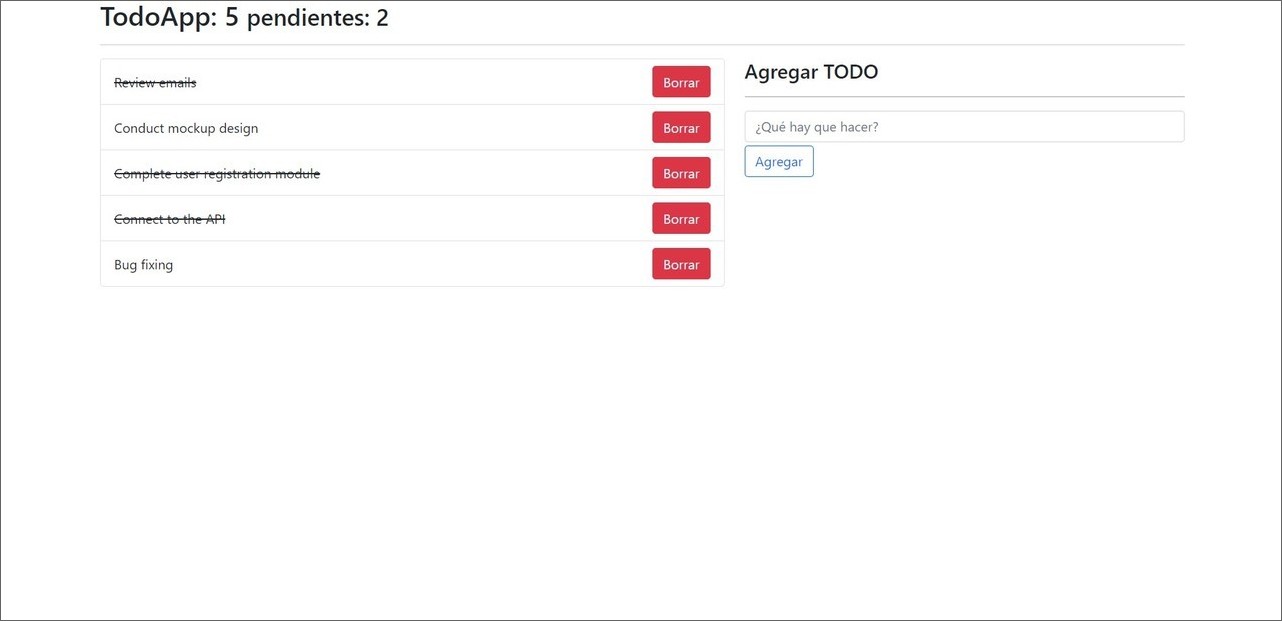 TodoApp: 5 pendientes: 2
Review emails
Borrar
Conduct mockup design
Borrar
Complete user registration module
Borrar
Connect to the API
Borrar
Bug fixing
Borrar
Agregar TODO
¿Qué hay que hacer?
Agregar